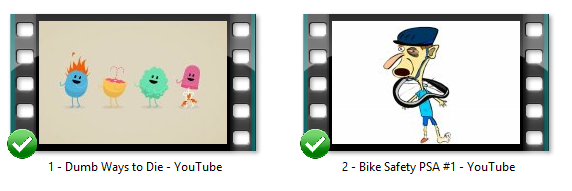 1 - Dumb Ways to Die - YouTube
2 - Bike Safety PSA #1 - YouTube